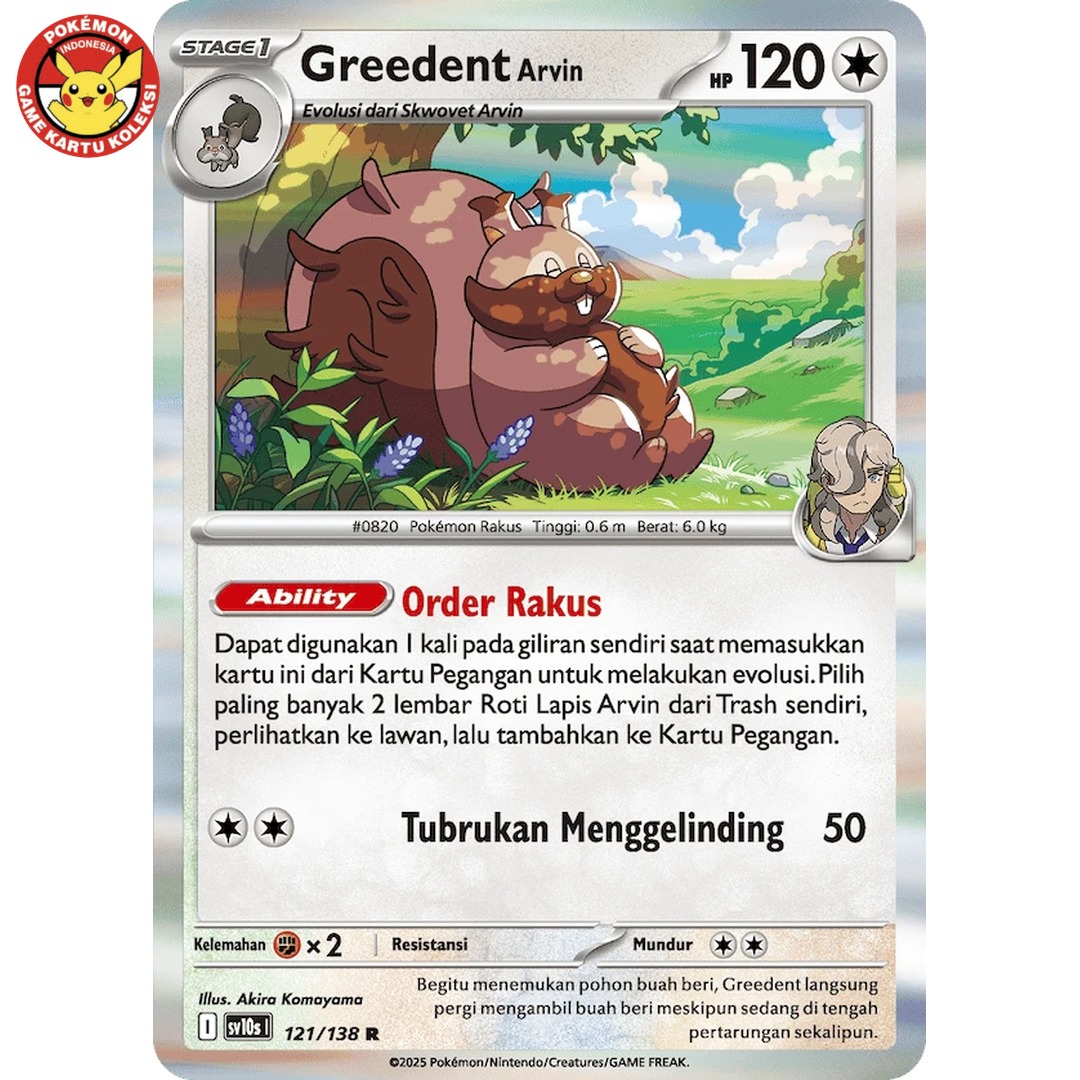 POKÉMON
INDONESIA
GAME KARTU KOLEKSI
STAGE1
Greedent Arvin
HP 120
Evolusi dari Skwovet Arvin
#0820 Pokémon Rakus Tinggi: 0.6 m Berat: 6.0 kg
Ability Order Rakus
Dapat digunakan 1 kali pada giliran sendiri saat memasukkan
kartu ini dari Kartu Pegangan untuk melakukan evolusi. Pilih
paling banyak 2 lembar Roti Lapis Arvin dari Trash sendiri,
perlihatkan ke lawan, lalu tambahkan ke Kartu Pegangan.
Tubrukan Menggelinding 50
Kelemahan ×2 Resistansi Mundur
Begitu menemukan pohon buah beri, Greedent langsung
pergi mengambil buah beri meskipun sedang di tengah
pertarungan sekalipun.
Illus. Akira Komayama
I sv10s I 121/138 R
©2025 Pokémon/Nintendo/Creatures/GAME FREAK.